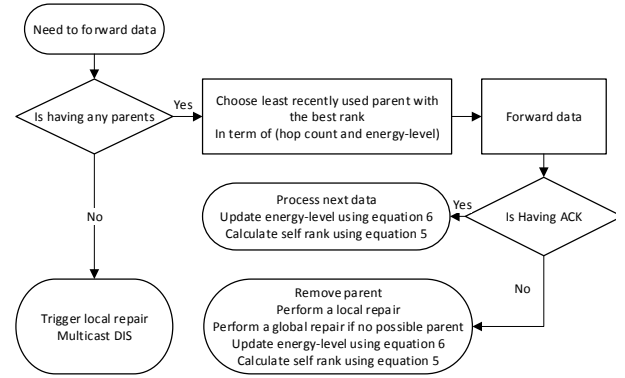 Need to forward data
Is having any parents
Yes
Choose least recently used parent with
the best rank
In term of (hop count and energy-level)
Forward data
No
Process next data
Update energy-level using equation 6
Calculate self rank using equation 5
Yes
Is Having ACK
No
Trigger local repair
Multicast DIS
Remove parent
Perform a local repair
Perform a global repair if no possible parent
Update energy-level using equation 6
Calculate self rank using equation 5